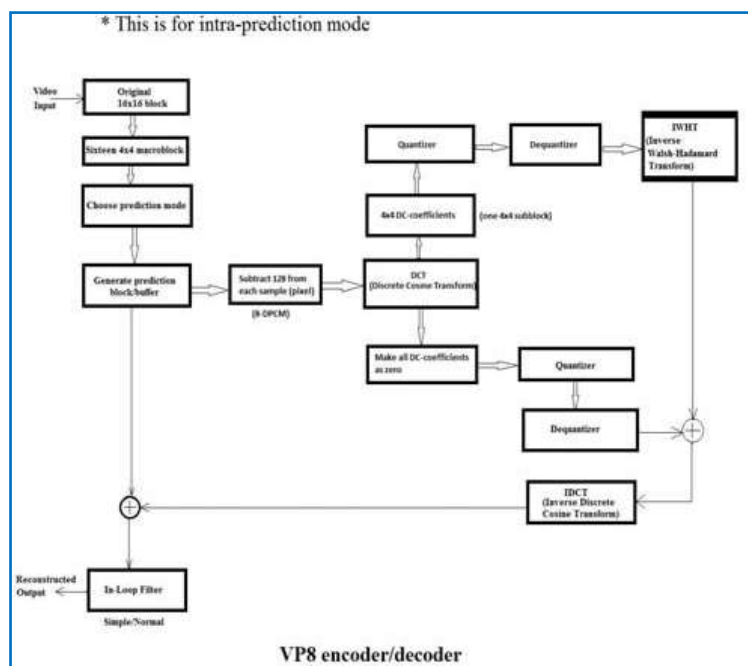 * This is for intra-prediction mode
Video
Input
Original
16x16 block
Sixteen 4x4 macroblock
Choose prediction mode
Generate prediction
block/buffer
Subtract 128 from
each sample (pixel)
(8-DPCM)
DCT
(Discrete Cosine Transform)
4x4 DC-coefficients
(one 4x4 subblock)
Quantizer
Dequantizer
IWHT
(Inverse
Walsh-Hadamard
Transform)
Make all DC-coefficients
as zero
Quantizer
Dequantizer
IDCT
(Inverse Discrete
Cosine Transform)
Reconstructed
Output
In-Loop Filter
Simple/Normal
VP8 encoder/decoder